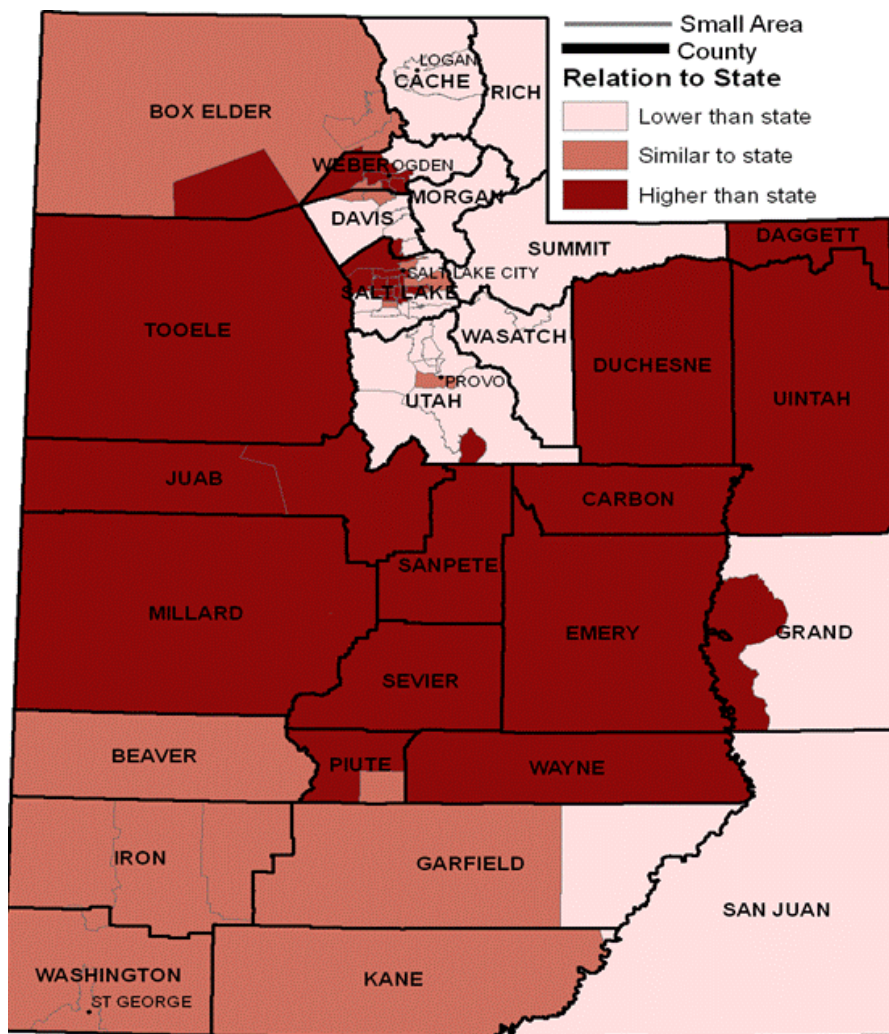 Small Area
County
Relation to State
Lower than state
Similar to state
Higher than state
LOGAN
CACHE
RICH
BOX ELDER
WEBER
OGDEN
MORGAN
DAVIS
SUMMIT
DAGGETT
SALT LAKE CITY
SALT LAKE
TOOELE
WASATCH
DUCHESNE
PROVO
UTAH
UINTAH
JUAB
CARBON
SANPETE
MILLARD
EMERY
GRAND
SEVIER
BEAVER
PIUTE
WAYNE
IRON
GARFIELD
SAN JUAN
WASHINGTON
KANE
ST GEORGE